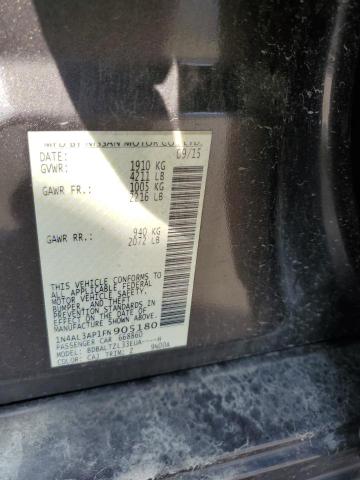 MFD BY NISSAN MOTOR CO., LTD.
DATE: 09/15
GVWR: 1910 KG
4211 LB
GAWR FR: 1005 KG
2216 LB
GAWR RR: 940 KG
2072 LB
THIS VEHICLE CONFORMS TO
ALL APPLICABLE FEDERAL
MOTOR VEHICLE SAFETY,
BUMPER, AND THEFT
PREVENTION STANDARDS
IN EFFECT ON THE DATE OF
MANUFACTURE SHOWN ABOVE.
1N4AL3AP1FN905180
PASSENGER CAR 668860
MODEL: BDBALTZL33EUA
COLOR: CAJ TRIM: Z